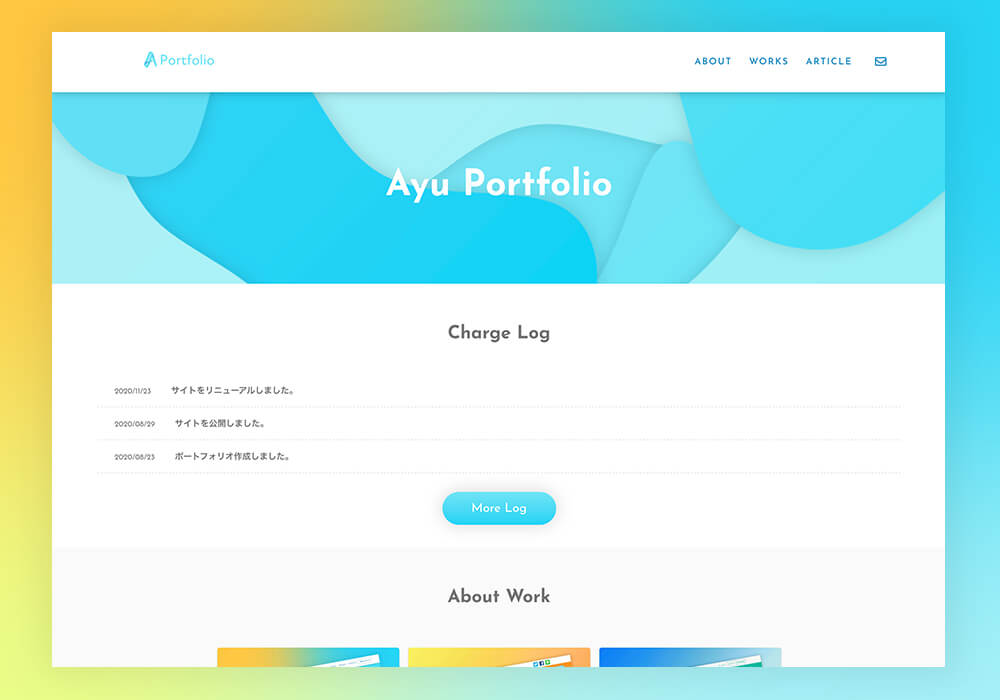 Portfolio
ABOUT WORKS ARTICLE
Ayu Portfolio
Charge Log
2020/11/23 サイトをリニューアルしました。
2020/08/29 サイトを公開しました。
2020/08/23 ポートフォリオ作成しました。
More Log
About Work